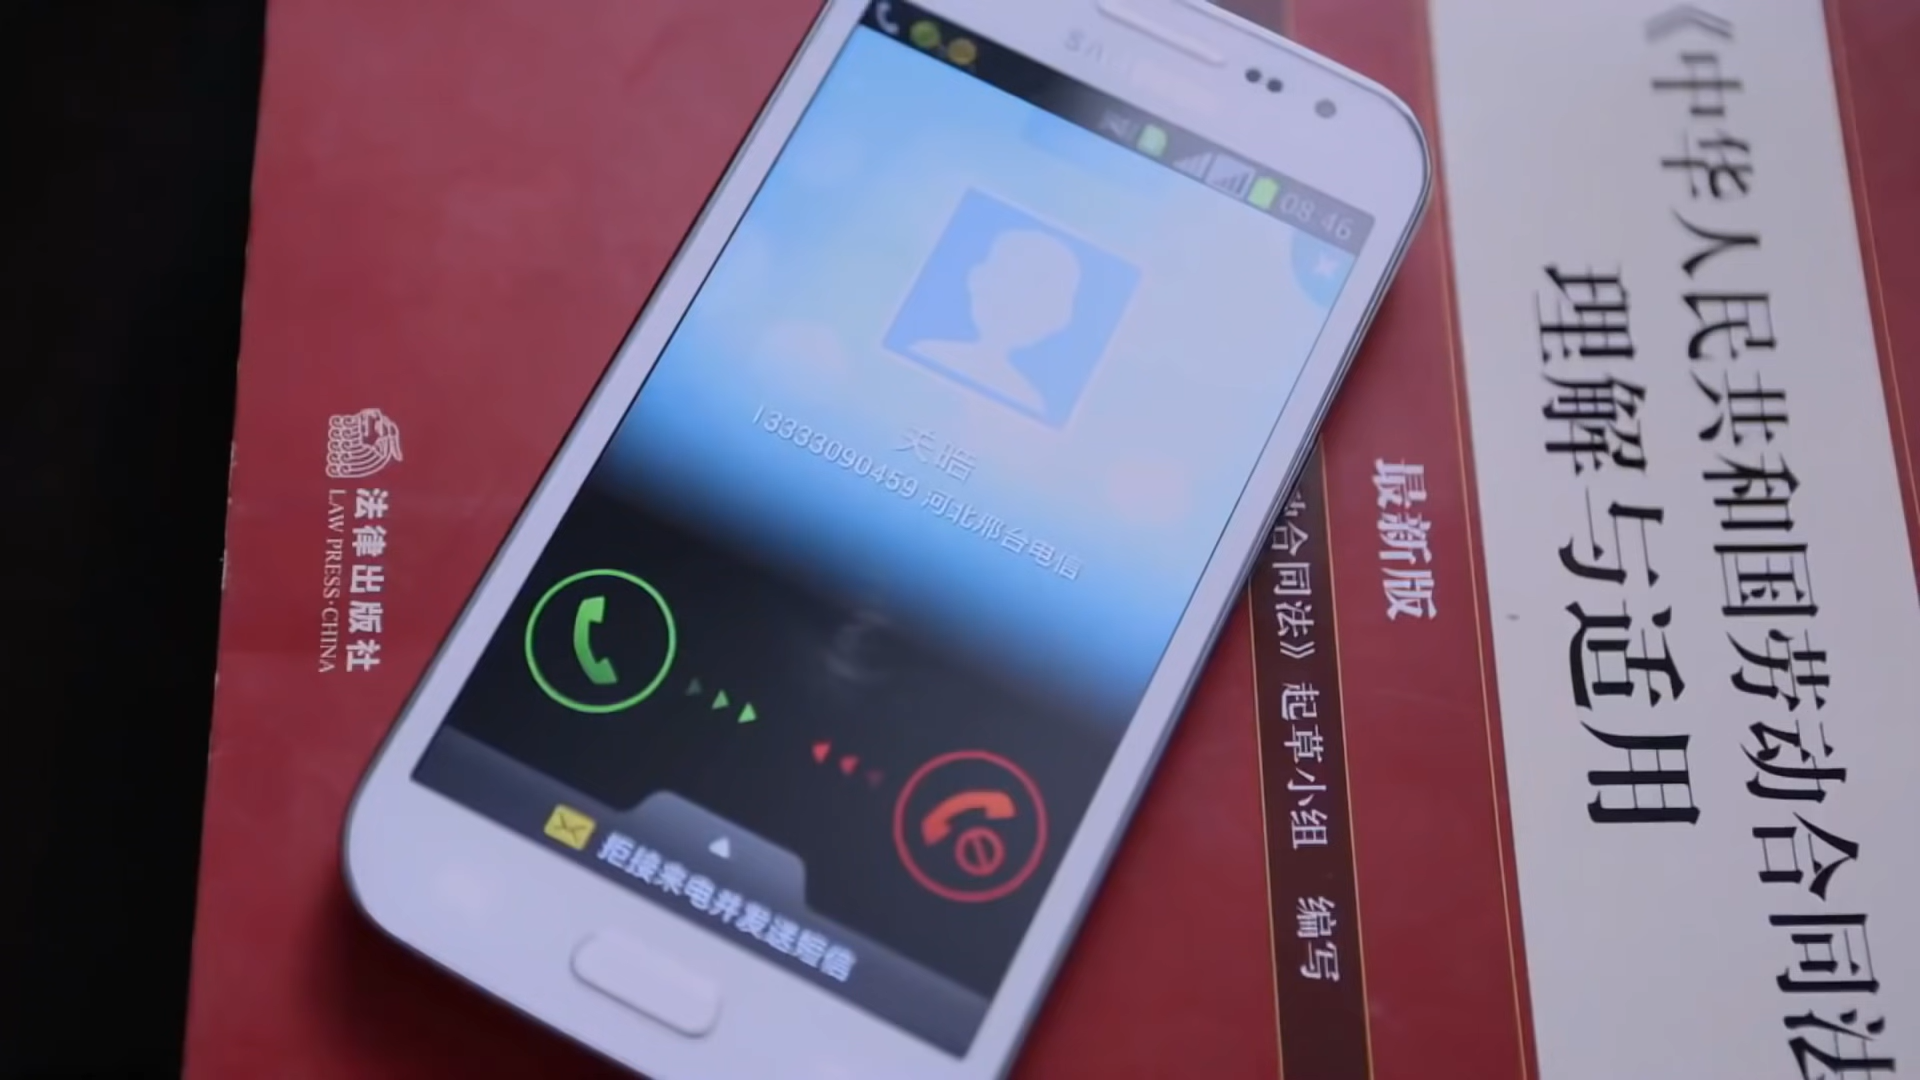 08:46
13333090459 河北邢台电信
拒接来电并发送短信
法律出版社
LAW PRESS·CHINA
《中华人民共和国劳动合同法
理解与适用
最新版
合同法》起草小组 编写